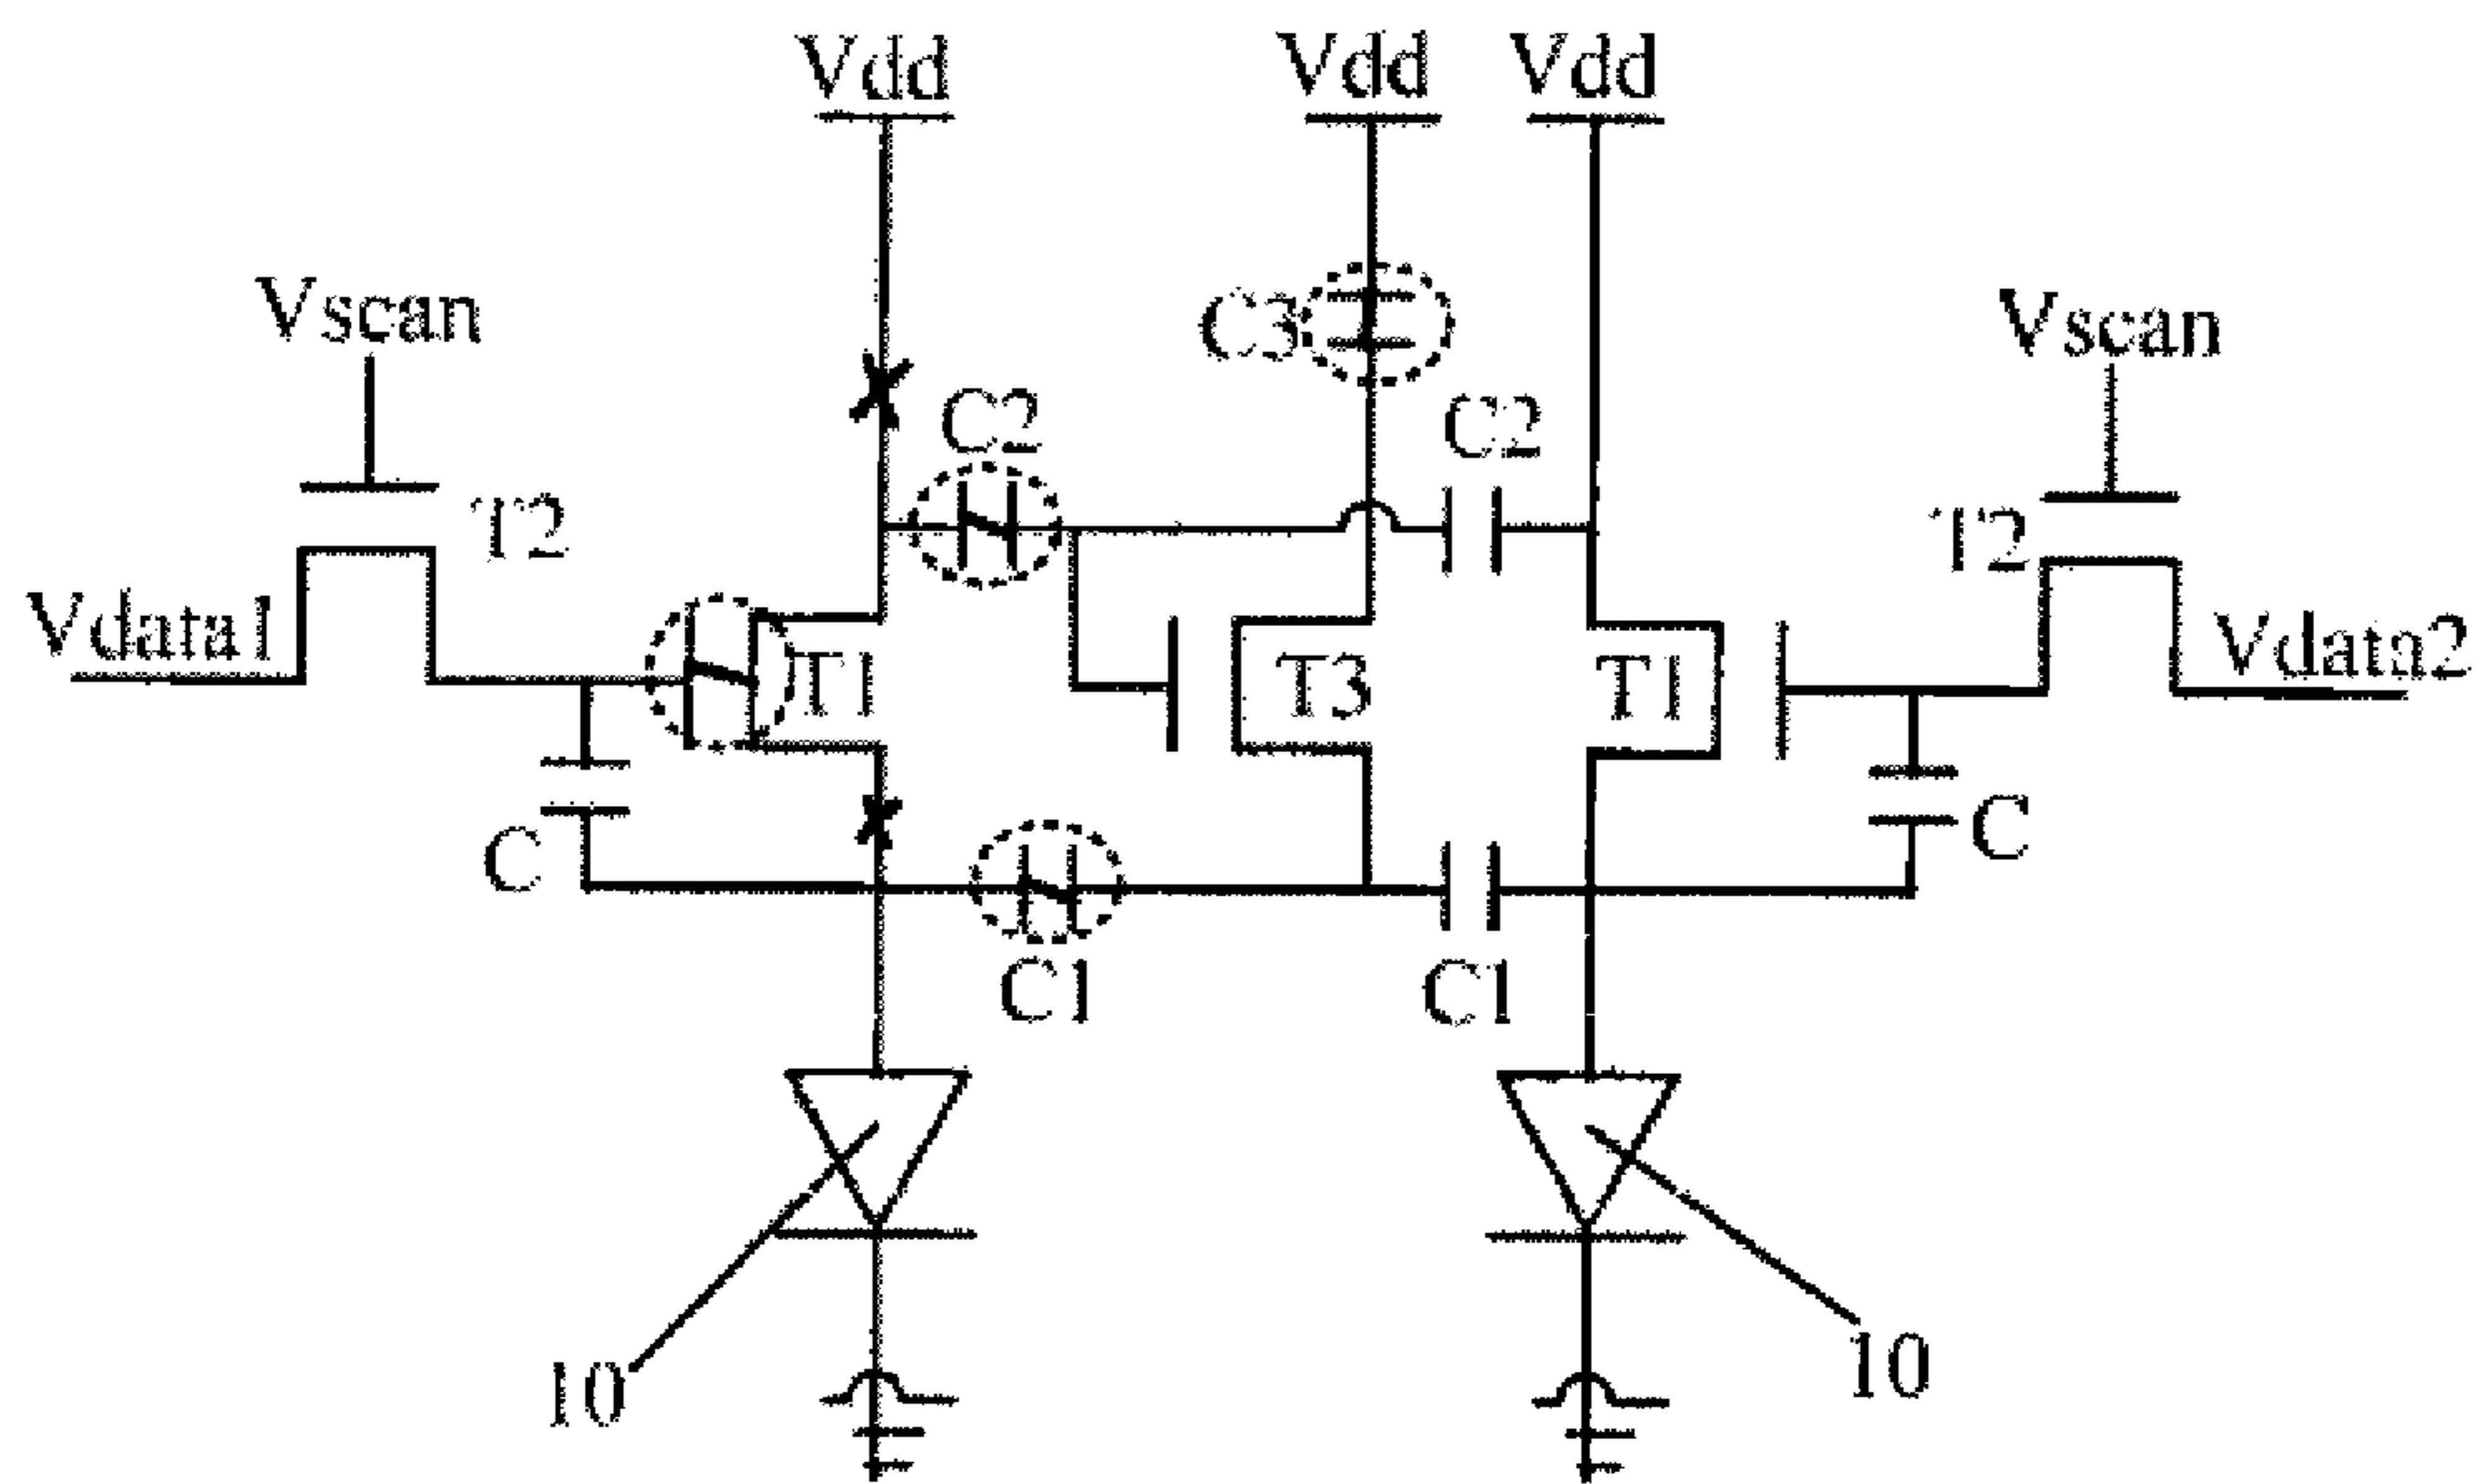 Vdd Vdd Vdd
Vscan C3 Vscan
C2 C2
T2 T2
Vdata1 T1 T3 T1 Vdata2
C C
C1 C1
10 10